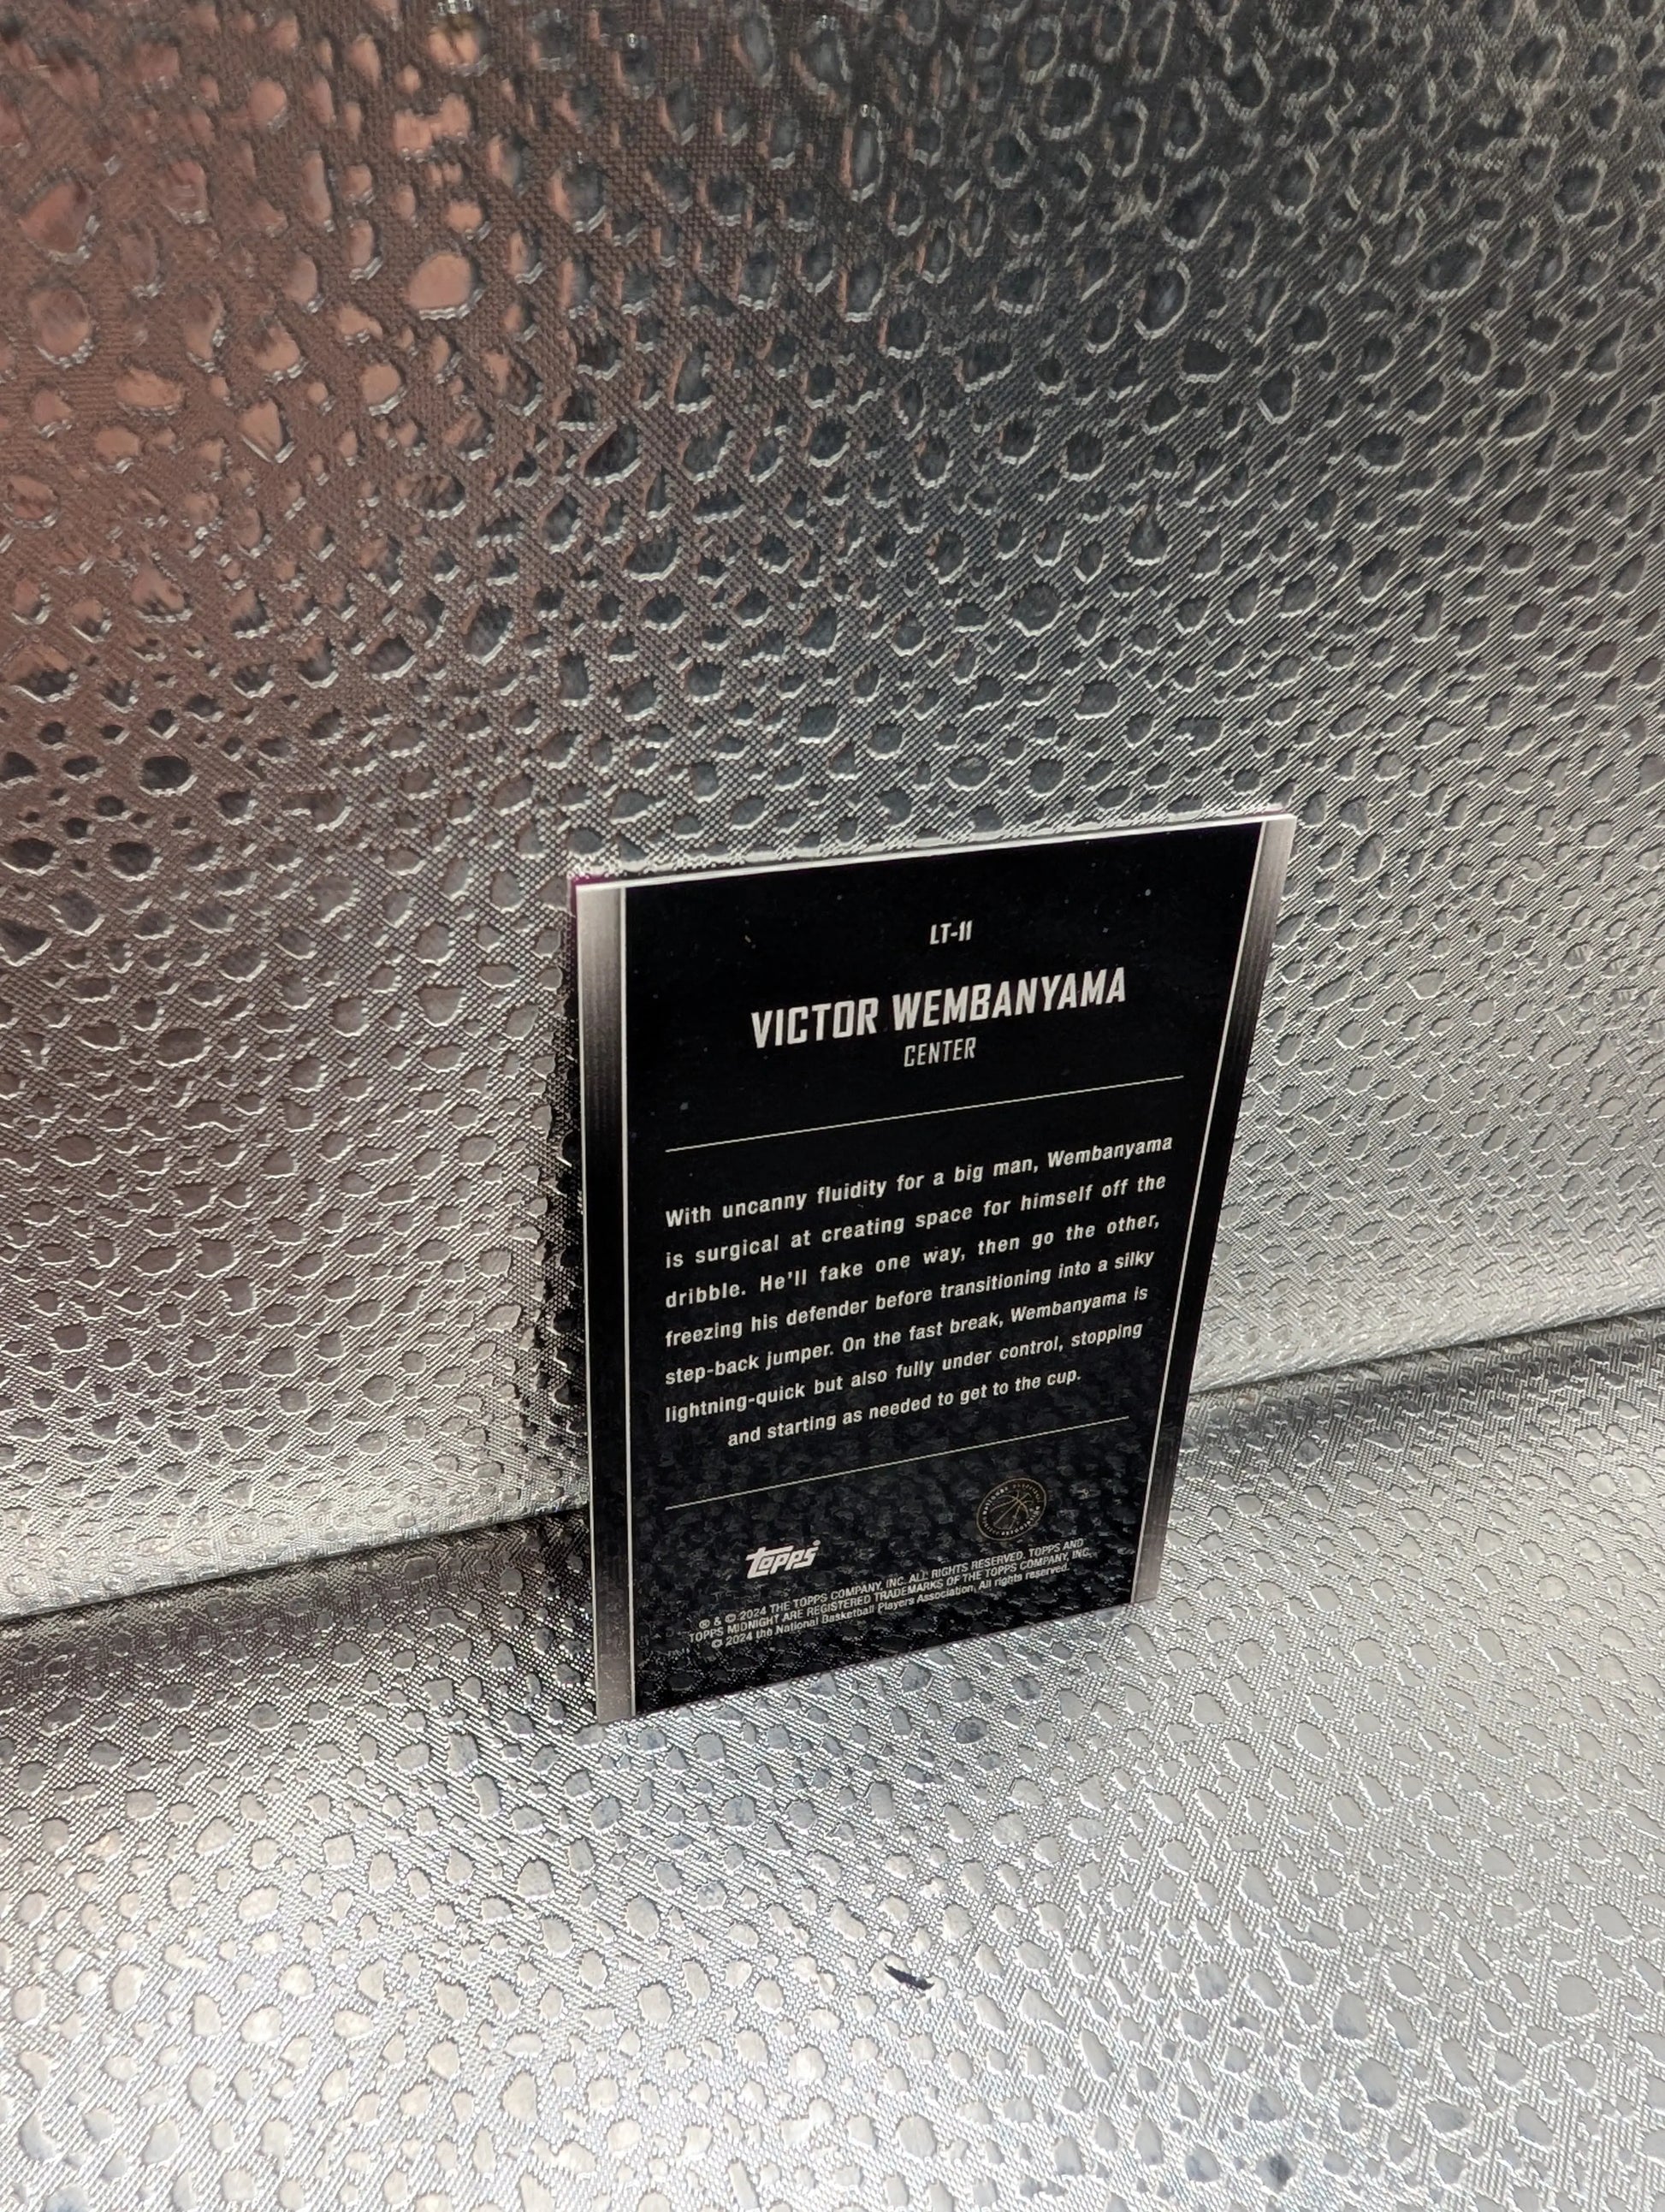 LT-11
VICTOR WEMBANYAMA
CENTER
With uncanny fluidity for a big man, Wembanyama
is surgical at creating space for himself off the
dribble. He'll fake one way, then go the other,
freezing his defender before transitioning into a silky
step-back jumper. On the fast break, Wembanyama is
lightning-quick but also fully under control, stopping
and starting as needed to get to the cup.
topps
® & © 2024 THE TOPPS COMPANY, INC. ALL RIGHTS RESERVED. TOPPS AND
TOPPS MIDNIGHT ARE REGISTERED TRADEMARKS OF THE TOPPS COMPANY, INC.
© 2024 the National Basketball Players Association, All rights reserved.